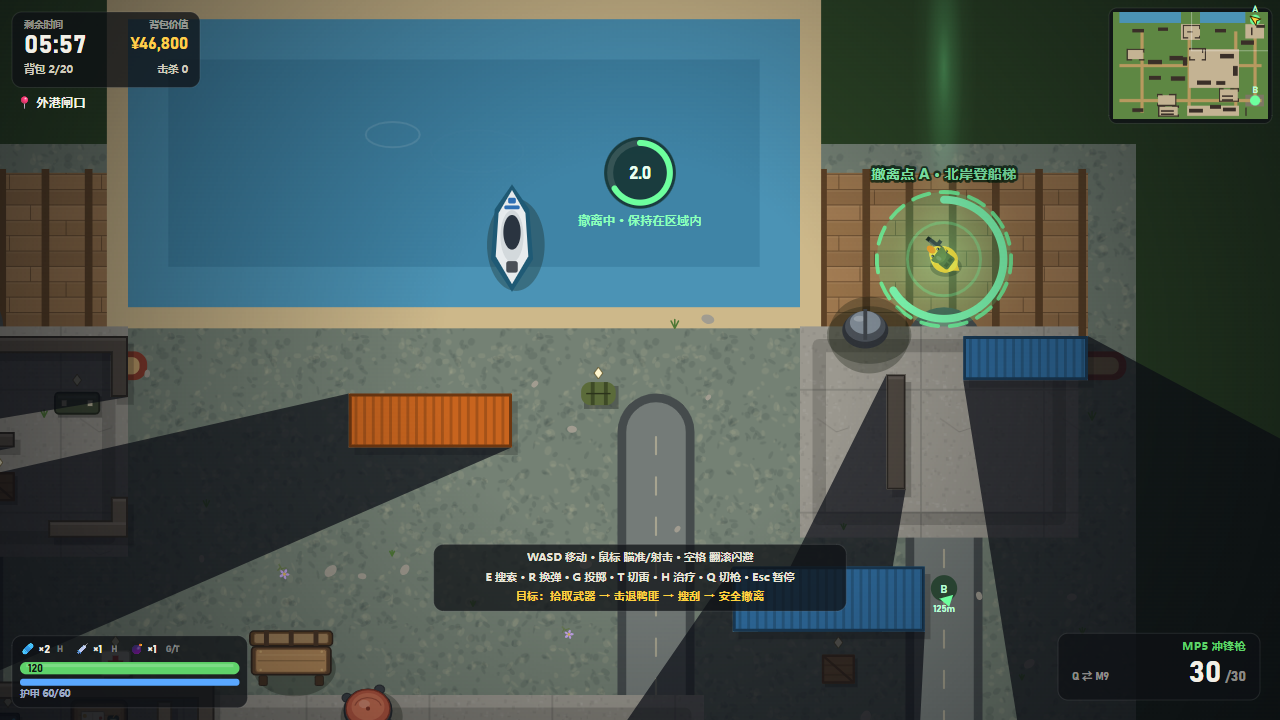 剩余时间 背包价值
05:57 ¥46,800
背包 2/20 击杀 0
外港闸口
A
B
2.0
撤离中·保持在区域内
撤离点 A·北岸登船梯
WASD 移动·鼠标 瞄准/射击·空格 翻滚闪避
E 搜索·R 换弹·G 投掷·T 切雷·H 治疗·Q 切枪·Esc 暂停
目标：拾取武器 → 击退鸭匪 → 搜刮 → 安全撤离
B
125m
×2 H ×1 H ×1 G/T
120
护甲 60/60
MP5 冲锋枪
Q ⇄ M9 30 /30